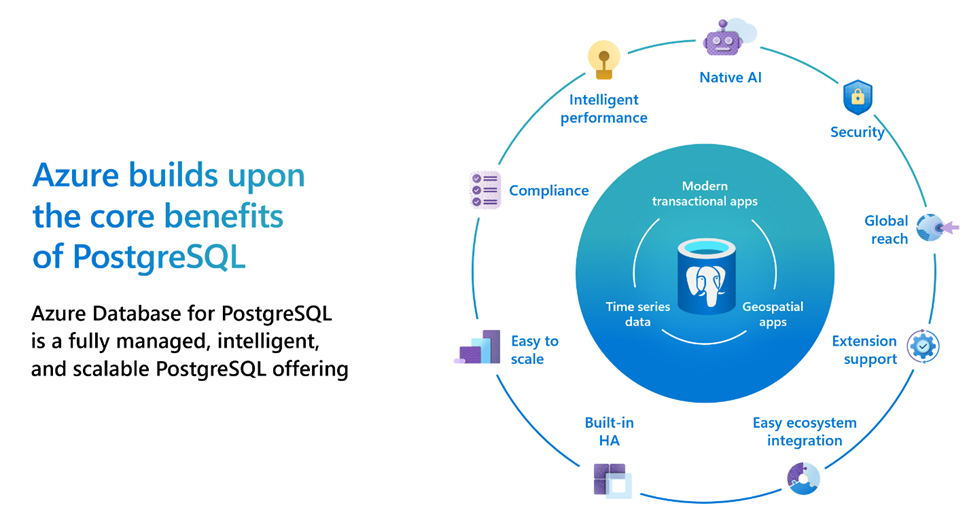 Azure builds upon
the core benefits
of PostgreSQL
Azure Database for PostgreSQL
is a fully managed, intelligent,
and scalable PostgreSQL offering
Native AI
Security
Global
reach
Extension
support
Easy ecosystem
integration
Built-in
HA
Easy to
scale
Compliance
Intelligent
performance
Modern
transactional apps
Geospatial
apps
Time series
data